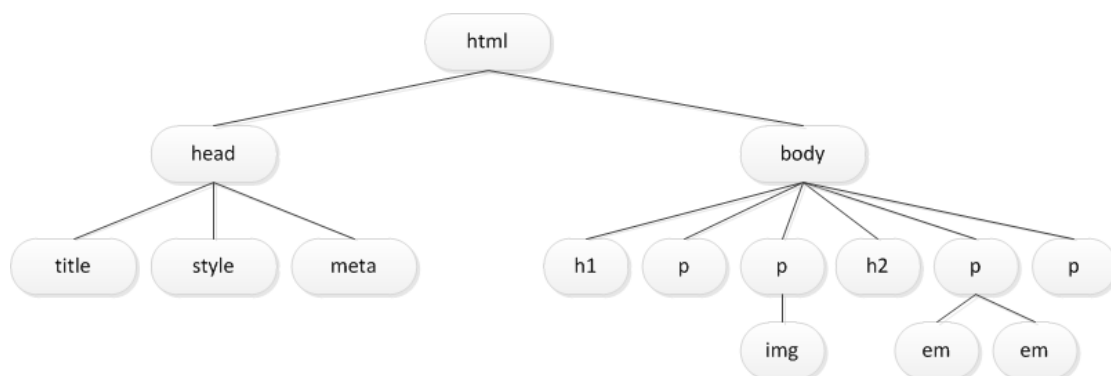 html
head body
title style meta h1 p p h2 p p
img em em